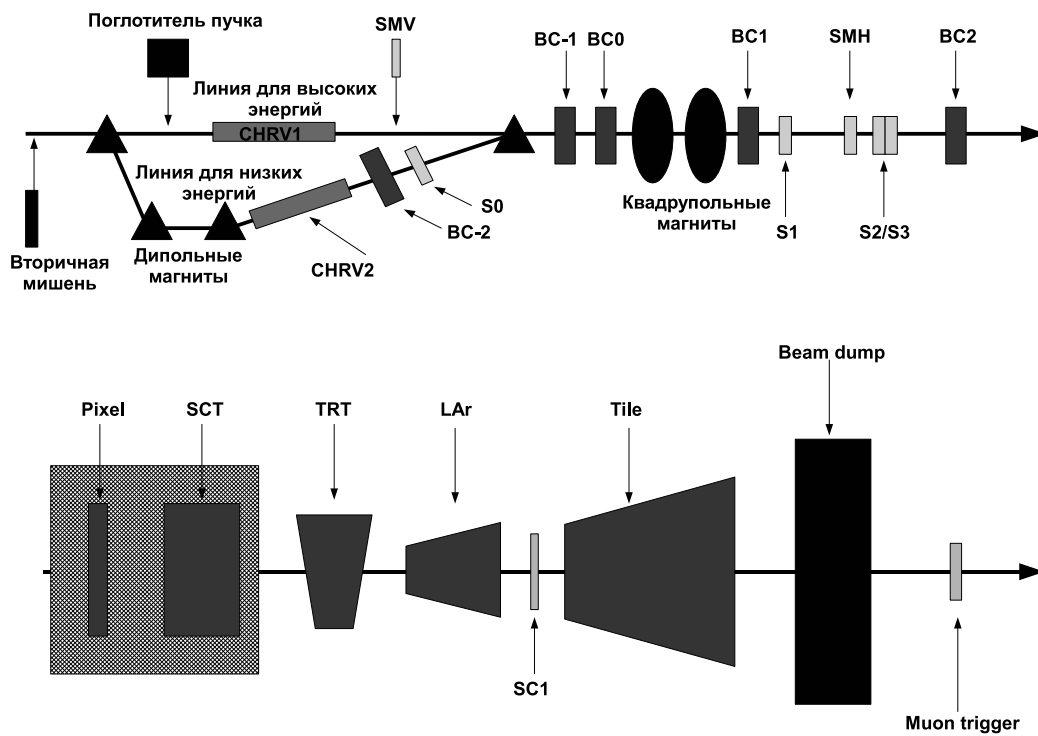 Поглотитель пучка
SMV
BC-1
BC0
BC1
SMH
BC2
Линия для высоких
энергий
CHRV1
Линия для низких
энергий
S0
BC-2
CHRV2
Дипольные
магниты
Вторичная
мишень
Квадрупольные
магниты
S1
S2/S3
Beam dump
Pixel
SCT
TRT
LAr
Tile
SC1
Muon trigger